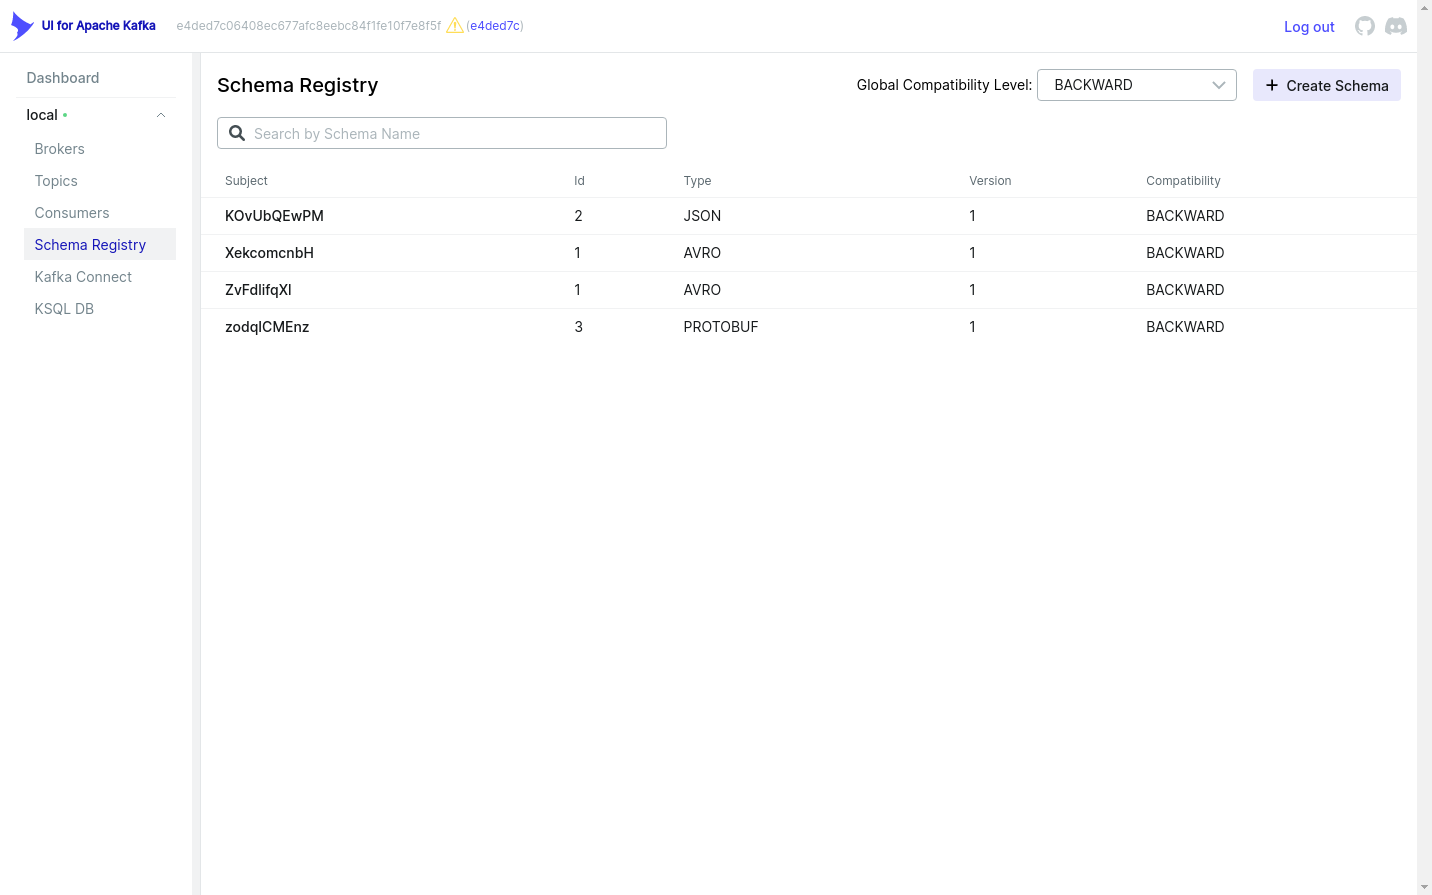 UI for Apache Kafka e4ded7c06408ec677afc8eebc84f1fe10f7e8f5f (e4ded7c) Log out
Dashboard
local
Brokers
Topics
Consumers
Schema Registry
Kafka Connect
KSQL DB
Schema Registry Global Compatibility Level: BACKWARD Create Schema
Search by Schema Name
Subject Id Type Version Compatibility
KOvUbQEwPM 2 JSON 1 BACKWARD
XekcomcnbH 1 AVRO 1 BACKWARD
ZvFdlifqXl 1 AVRO 1 BACKWARD
zodqlCMEnz 3 PROTOBUF 1 BACKWARD